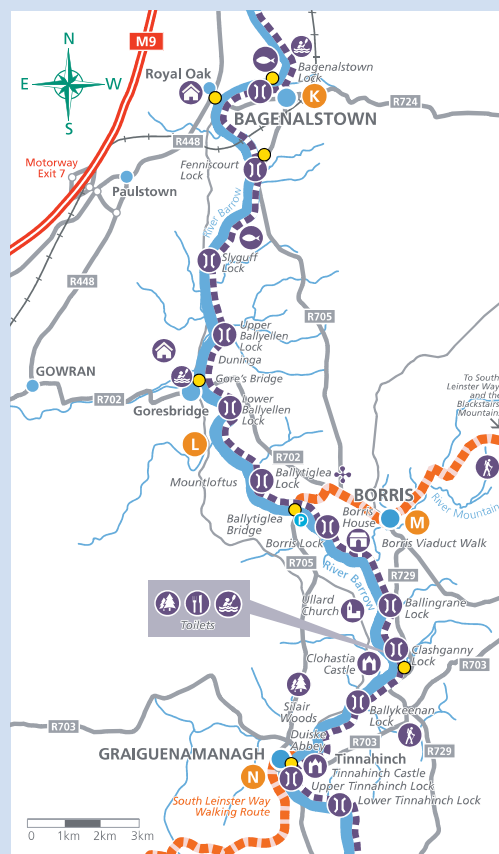 N
M9
E
W
S
Royal Oak
Bagenalstown
Lock
K
R724
BAGENALSTOWN
R448
Motorway
Exit 7
Fenniscourt
Lock
Paulstown
River Barrow
Slyguff
Lock
R448
R705
Upper
Ballyellen
Lock
Duninga
GOWRAN
Gore's Bridge
To South
Leinster Way
and the
Blackstairs
Mountains
R702
Goresbridge
Lower
Ballyellen
Lock
L
R702
Ballytiglea
Lock
Mountloftus
BORRIS
River Mountain
Borris
House
M
Ballytiglea
Bridge
P
Borris Lock
Borris Viaduct Walk
R705
River Barrow
R729
Ullard
Church
Ballingrane
Lock
Toilets
Clohastia
Castle
Clashganny
Lock
R703
Silair
Woods
Ballykeenan
Lock
R703
Duiske
Abbey
R703
R729
GRAIGUENAMANAGH
Tinnahinch
Tinnahinch Castle
N
Upper Tinnahinch Lock
South Leinster Way
Walking Route
Lower Tinnahinch Lock
0
1km
2km
3km